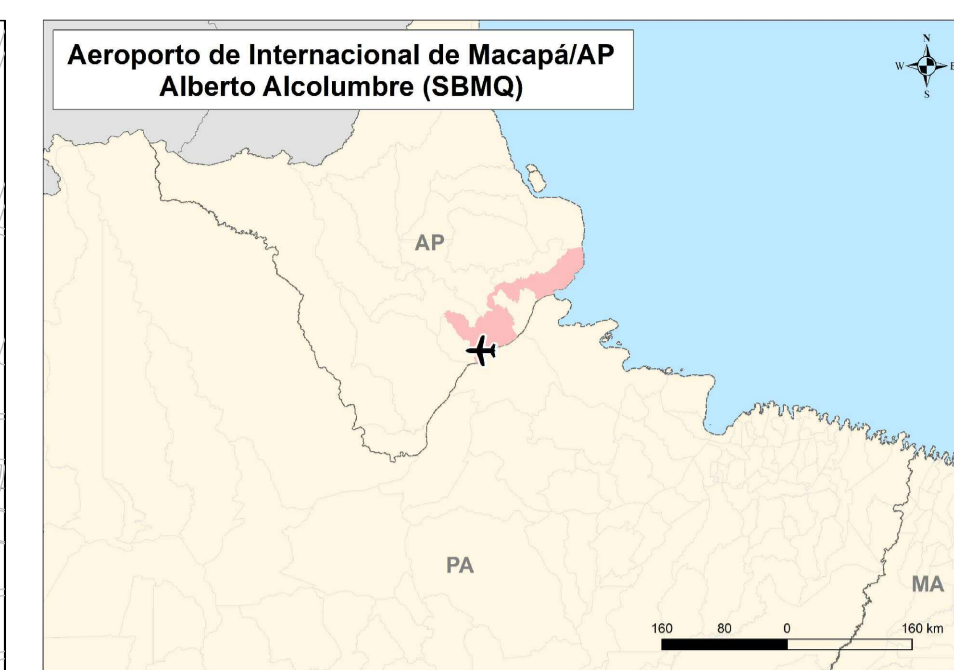 Aeroporto de Internacional de Macapá/AP
Alberto Alcolumbre (SBMQ)
N
W E
S
AP
PA
MA
160 80 0 160 km